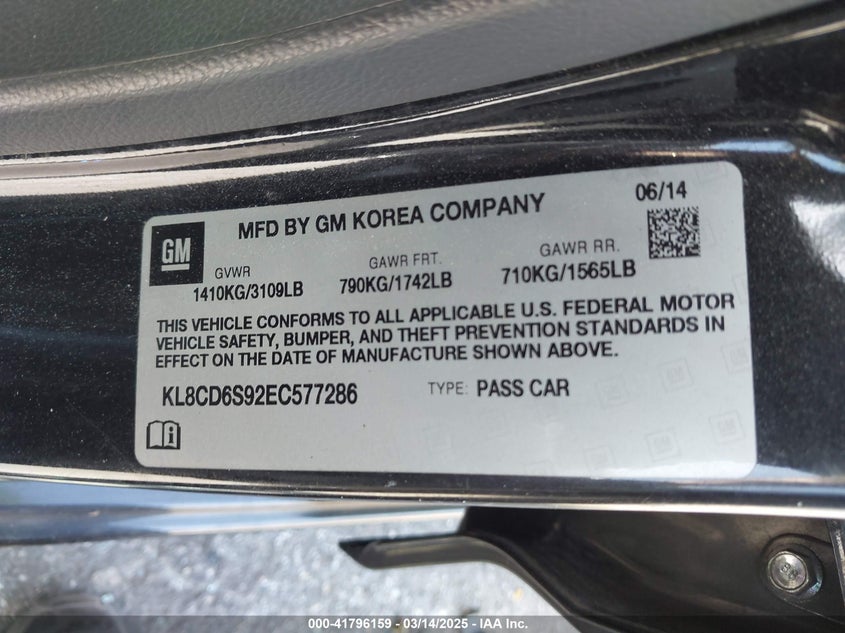 MFD BY GM KOREA COMPANY
06/14
GM
GVWR
1410KG/3109LB
GAWR FRT.
790KG/1742LB
GAWR RR.
710KG/1565LB
THIS VEHICLE CONFORMS TO ALL APPLICABLE U.S. FEDERAL MOTOR
VEHICLE SAFETY, BUMPER, AND THEFT PREVENTION STANDARDS IN
EFFECT ON THE DATE OF MANUFACTURE SHOWN ABOVE.
KL8CD6S92EC577286
TYPE: PASS CAR
000-41796159 - 03/14/2025 - IAA Inc.